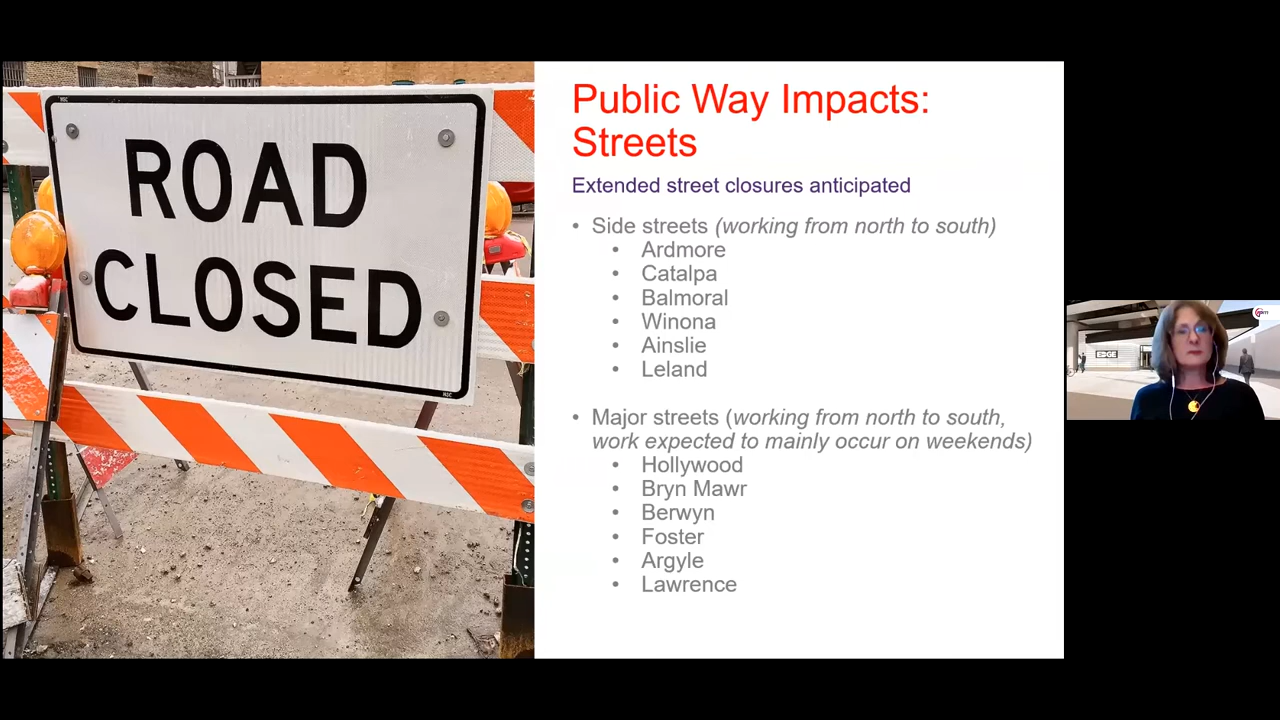 ROAD
CLOSED
Public Way Impacts:
Streets
Extended street closures anticipated
• Side streets (working from north to south)
• Ardmore
• Catalpa
• Balmoral
• Winona
• Ainslie
• Leland
• Major streets (working from north to south,
work expected to mainly occur on weekends)
• Hollywood
• Bryn Mawr
• Berwyn
• Foster
• Argyle
• Lawrence